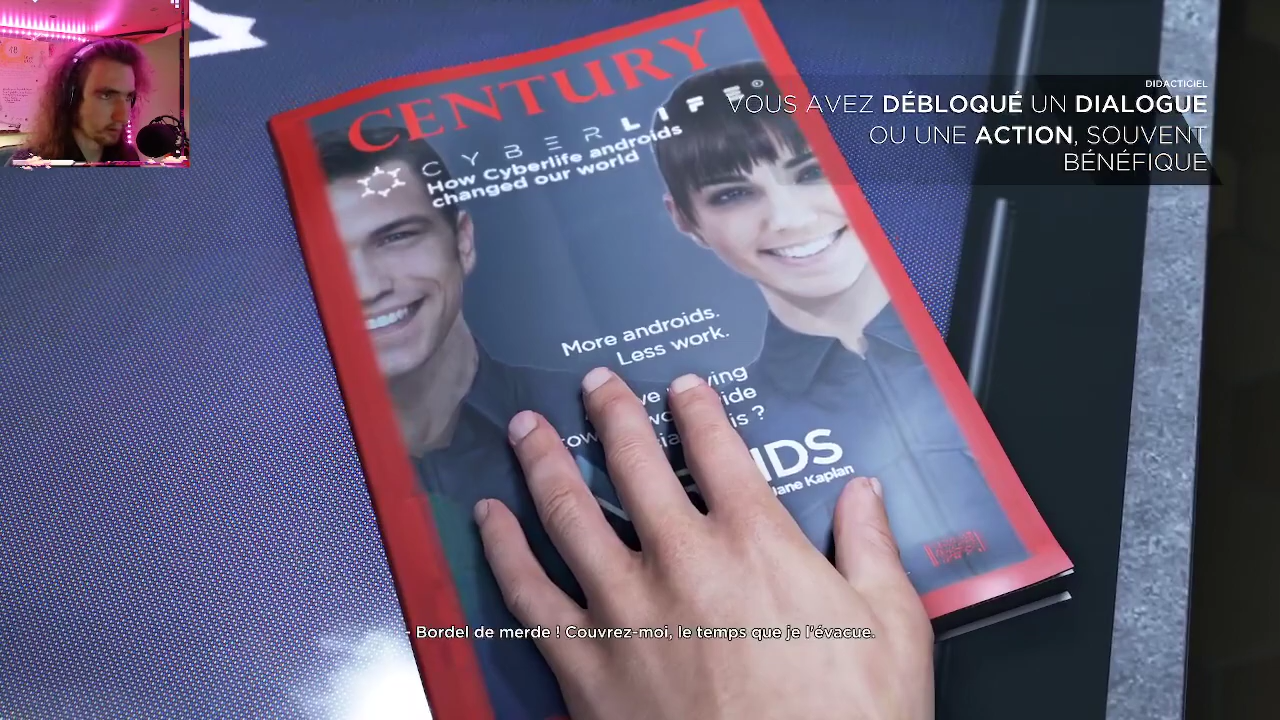 CENTURY
CYBERLIFE
How Cyberlife androids
changed our world
More androids.
Less work.
is ?
Jane Kaplan
DIDACTICIEL
VOUS AVEZ DÉBLOQUÉ UN DIALOGUE
OU UNE ACTION, SOUVENT
BÉNÉFIQUE
- Bordel de merde ! Couvrez-moi, le temps que je l'évacue.